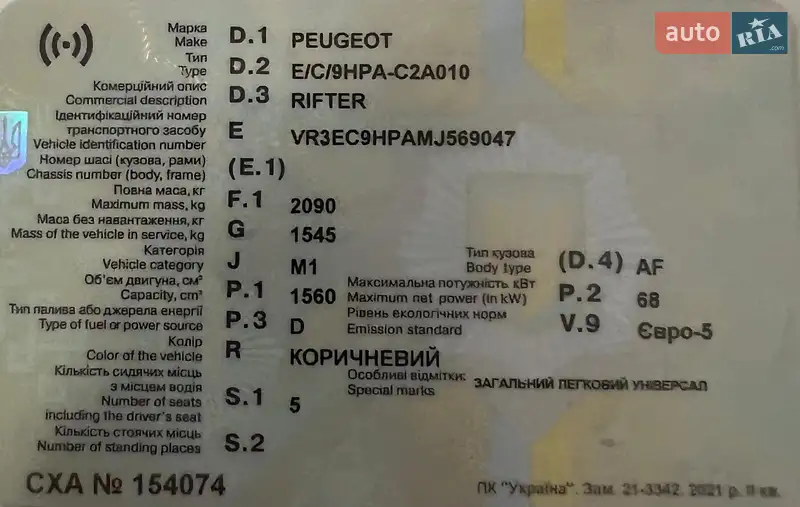 auto RIA .com
Марка D.1 PEUGEOT
Make
Тип D.2 E/C/9HPA-C2A010
Type
Комерційний опис D.3 RIFTER
Commercial description
Ідентифікаційний номер
транспортного засобу E VR3EC9HPAMJ569047
Vehicle identification number
Номер шасі (кузова, рами) (E.1)
Chassis number (body, frame)
Повна маса, кг F.1 2090
Maximum mass, kg
Маса без навантаження, кг G 1545
Mass of the vehicle in service, kg
Категорія J M1 Тип кузова (D.4) AF
Vehicle category Body type
Об'єм двигуна, см³ P.1 1560 Максимальна потужність кВт P.2 68
Capacity, cm³ Maximum net power (in kW)
Тип палива або джерела енергії P.3 D Рівень екологічних норм V.9 Євро-5
Type of fuel or power source Emission standard
Колір R КОРИЧНЕВИЙ
Color of the vehicle
Кількість сидячих місць Особливі відмітки: ЗАГАЛЬНИЙ ЛЕГКОВИЙ УНІВЕРСАЛ
з місцем водія Special marks
Number of seats S.1 5
including the driver's seat
Кількість стоячих місць S.2
Number of standing places
СХА № 154074
ПК "Україна". Зам. 21-3342. 2021 р. II кв.